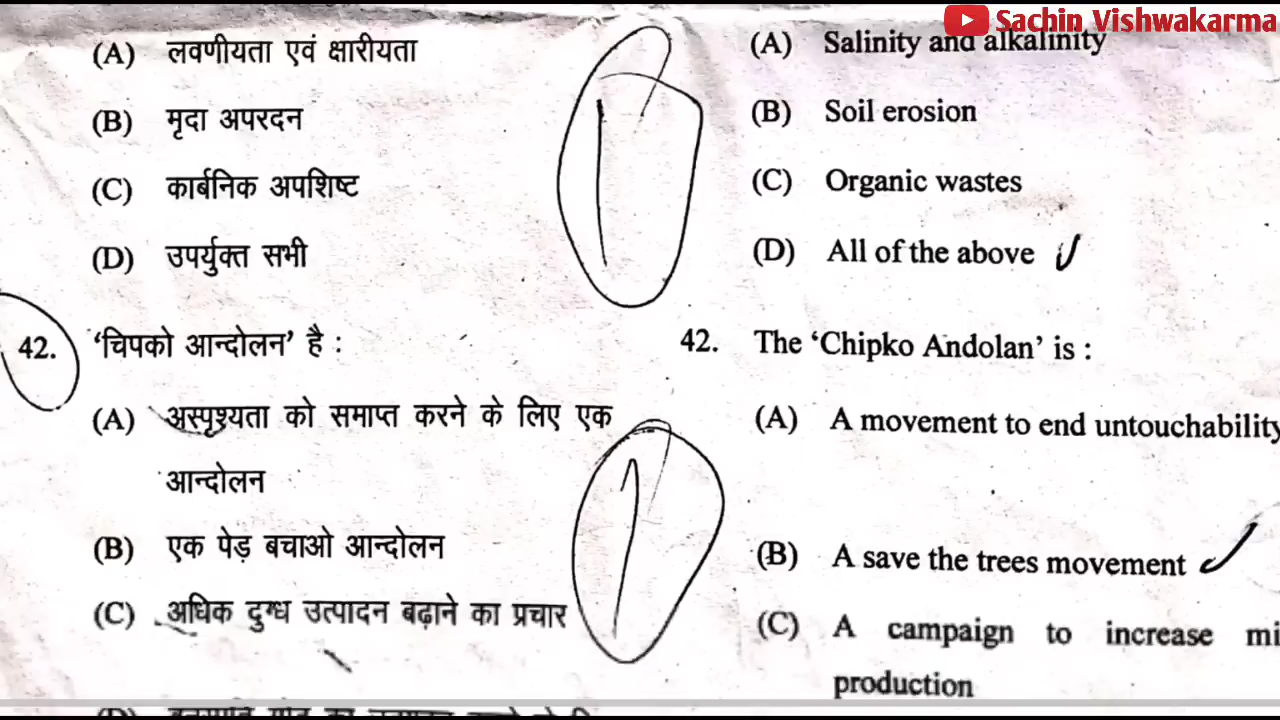 Sachin Vishwakarma
(A) लवणीयता एवं क्षारीयता
(B) मृदा अपरदन
(C) कार्बनिक अपशिष्ट
(D) उपर्युक्त सभी
42. 'चिपको आन्दोलन' है :
(A) अस्पृश्यता को समाप्त करने के लिए एक
आन्दोलन
(B) एक पेड़ बचाओ आन्दोलन
(C) अधिक दुग्ध उत्पादन बढ़ाने का प्रचार
(A) Salinity and alkalinity
(B) Soil erosion
(C) Organic wastes
(D) All of the above
42. The 'Chipko Andolan' is :
(A) A movement to end untouchability
(B) A save the trees movement
(C) A campaign to increase mi
production